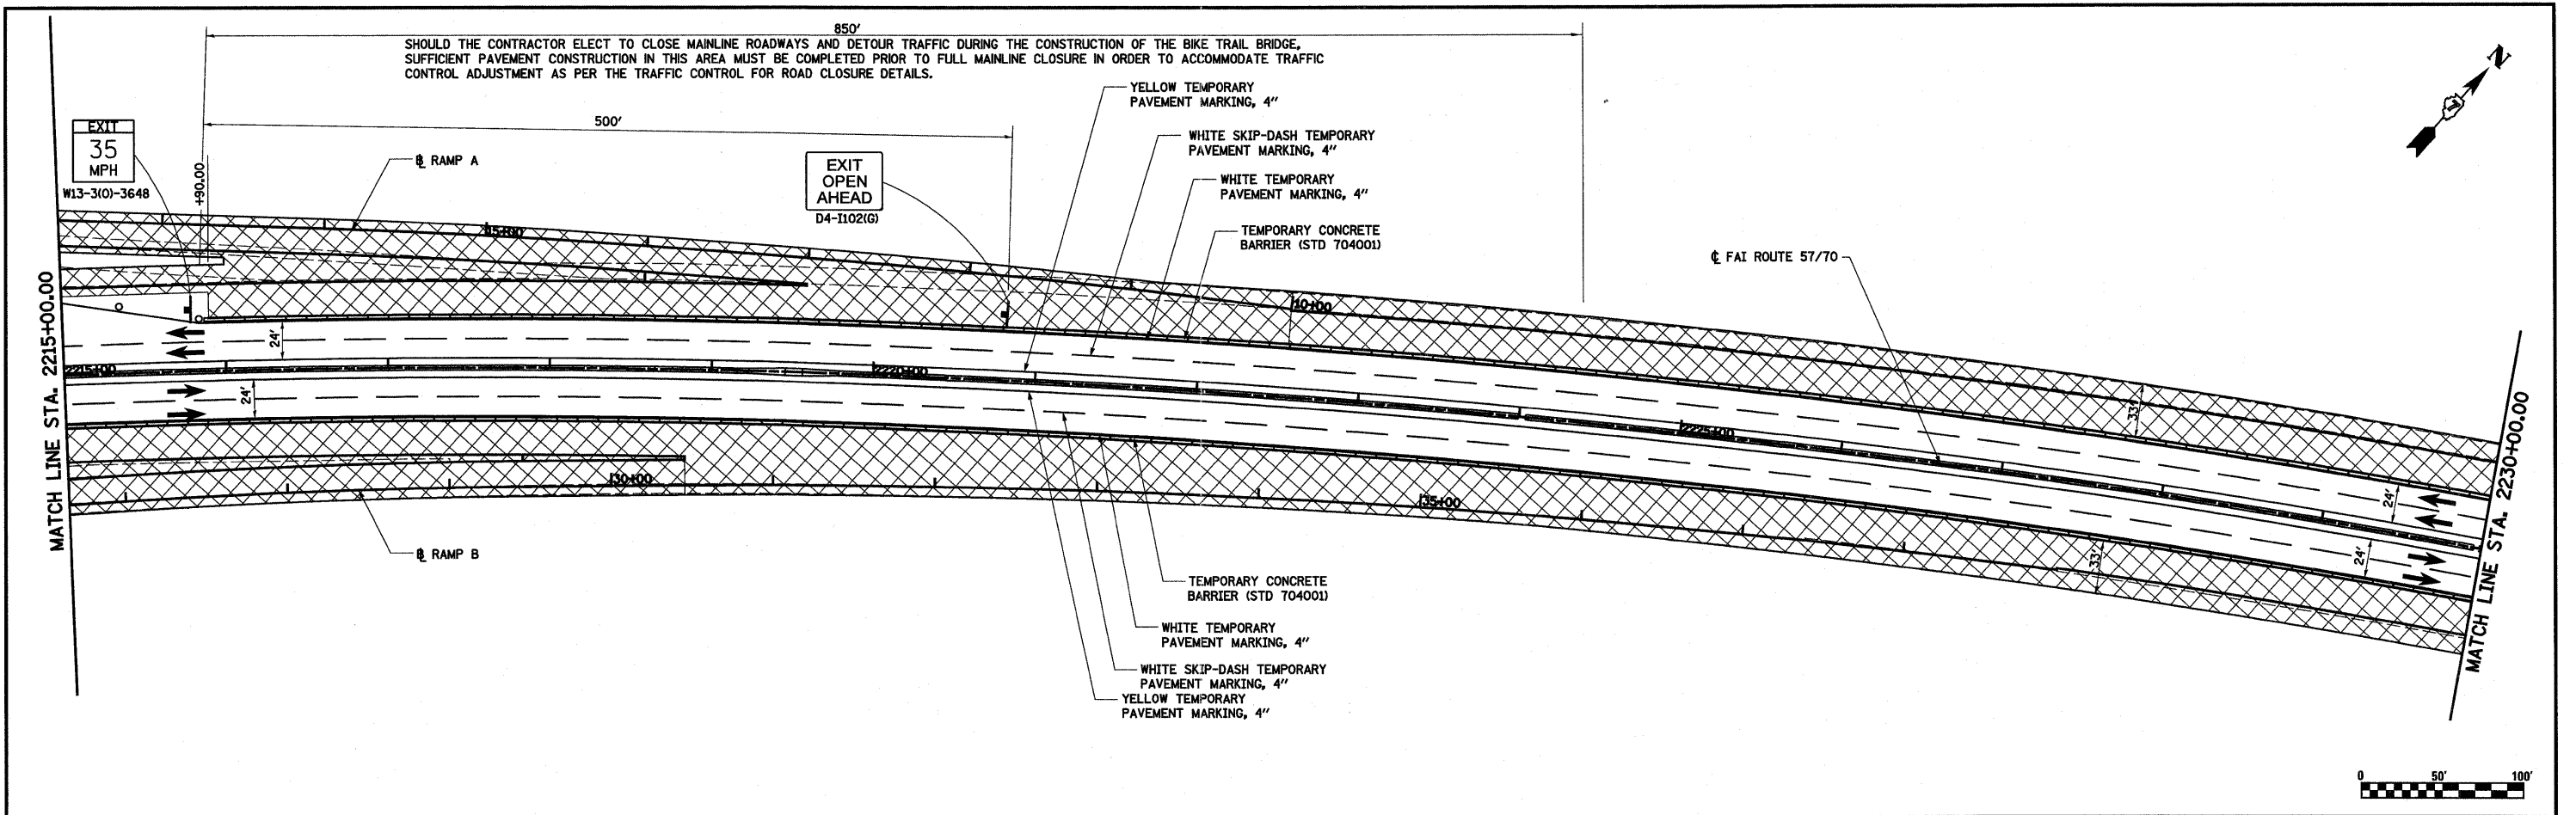 850'
SHOULD THE CONTRACTOR ELECT TO CLOSE MAINLINE ROADWAYS AND DETOUR TRAFFIC DURING THE CONSTRUCTION OF THE BIKE TRAIL BRIDGE,
SUFFICIENT PAVEMENT CONSTRUCTION IN THIS AREA MUST BE COMPLETED PRIOR TO FULL MAINLINE CLOSURE IN ORDER TO ACCOMMODATE TRAFFIC
CONTROL ADJUSTMENT AS PER THE TRAFFIC CONTROL FOR ROAD CLOSURE DETAILS.
N
7
YELLOW TEMPORARY
PAVEMENT MARKING, 4"
500'
EXIT
35
MPH
W13-3(O)-3648
+90.00
℄ RAMP A
EXIT
OPEN
AHEAD
D4-I102(G)
WHITE SKIP-DASH TEMPORARY
PAVEMENT MARKING, 4"
WHITE TEMPORARY
PAVEMENT MARKING, 4"
TEMPORARY CONCRETE
BARRIER (STD 704001)
℄ FAI ROUTE 57/70
15+00
10+00
MATCH LINE STA. 2215+00.00
24'
2215+00
2220+00
24'
2225+00
33'
30+00
35+00
33'
24'
24'
MATCH LINE STA. 2230+00.00
℄ RAMP B
TEMPORARY CONCRETE
BARRIER (STD 704001)
WHITE TEMPORARY
PAVEMENT MARKING, 4"
WHITE SKIP-DASH TEMPORARY
PAVEMENT MARKING, 4"
YELLOW TEMPORARY
PAVEMENT MARKING, 4"
0 50' 100'